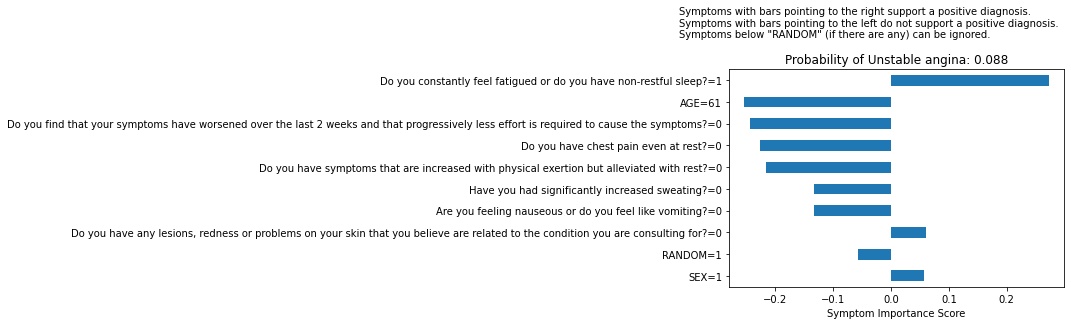 Symptoms with bars pointing to the right support a positive diagnosis.
Symptoms with bars pointing to the left do not support a positive diagnosis.
Symptoms below "RANDOM" (if there are any) can be ignored.
Probability of Unstable angina: 0.088
Do you constantly feel fatigued or do you have non-restful sleep?=1
AGE=61
Do you find that your symptoms have worsened over the last 2 weeks and that progressively less effort is required to cause the symptoms?=0
Do you have chest pain even at rest?=0
Do you have symptoms that are increased with physical exertion but alleviated with rest?=0
Have you had significantly increased sweating?=0
Are you feeling nauseous or do you feel like vomiting?=0
Do you have any lesions, redness or problems on your skin that you believe are related to the condition you are consulting for?=0
RANDOM=1
SEX=1
−0.2 −0.1 0.0 0.1 0.2
Symptom Importance Score